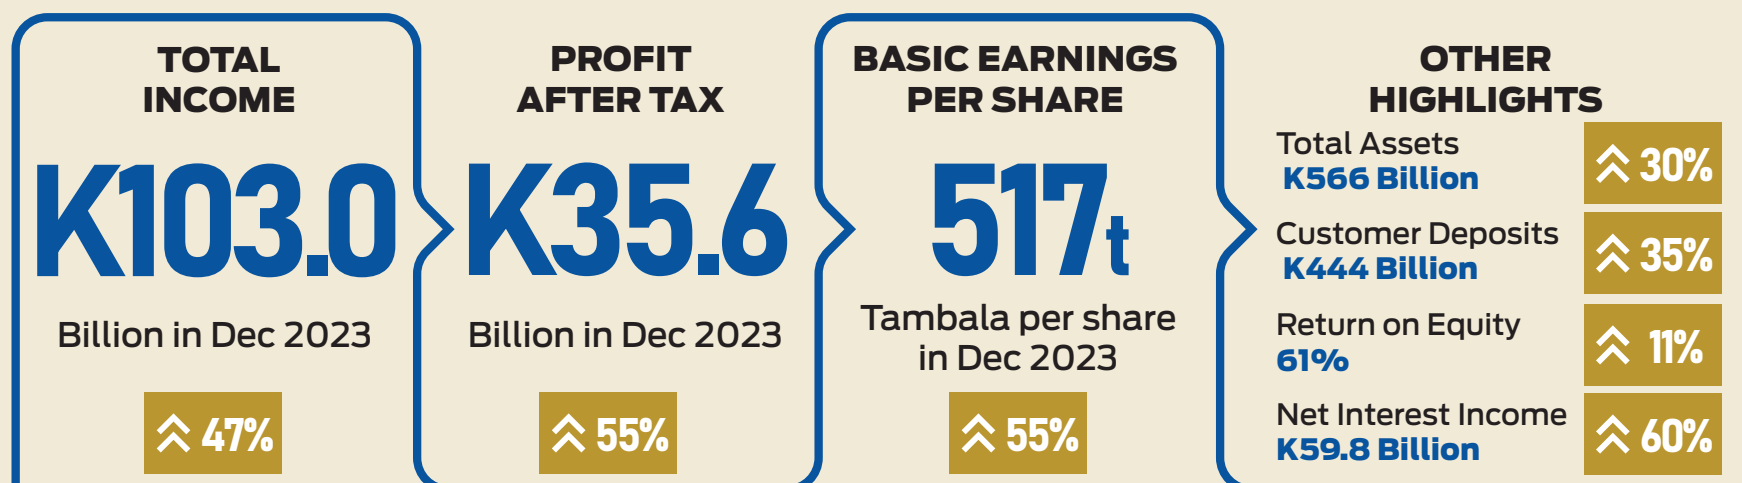 TOTAL
INCOME
K103.0
Billion in Dec 2023
47%
PROFIT
AFTER TAX
K35.6
Billion in Dec 2023
55%
BASIC EARNINGS
PER SHARE
517t
Tambala per share
in Dec 2023
55%
OTHER
HIGHLIGHTS
Total Assets
K566 Billion
30%
Customer Deposits
K444 Billion
35%
Return on Equity
61%
11%
Net Interest Income
K59.8 Billion
60%